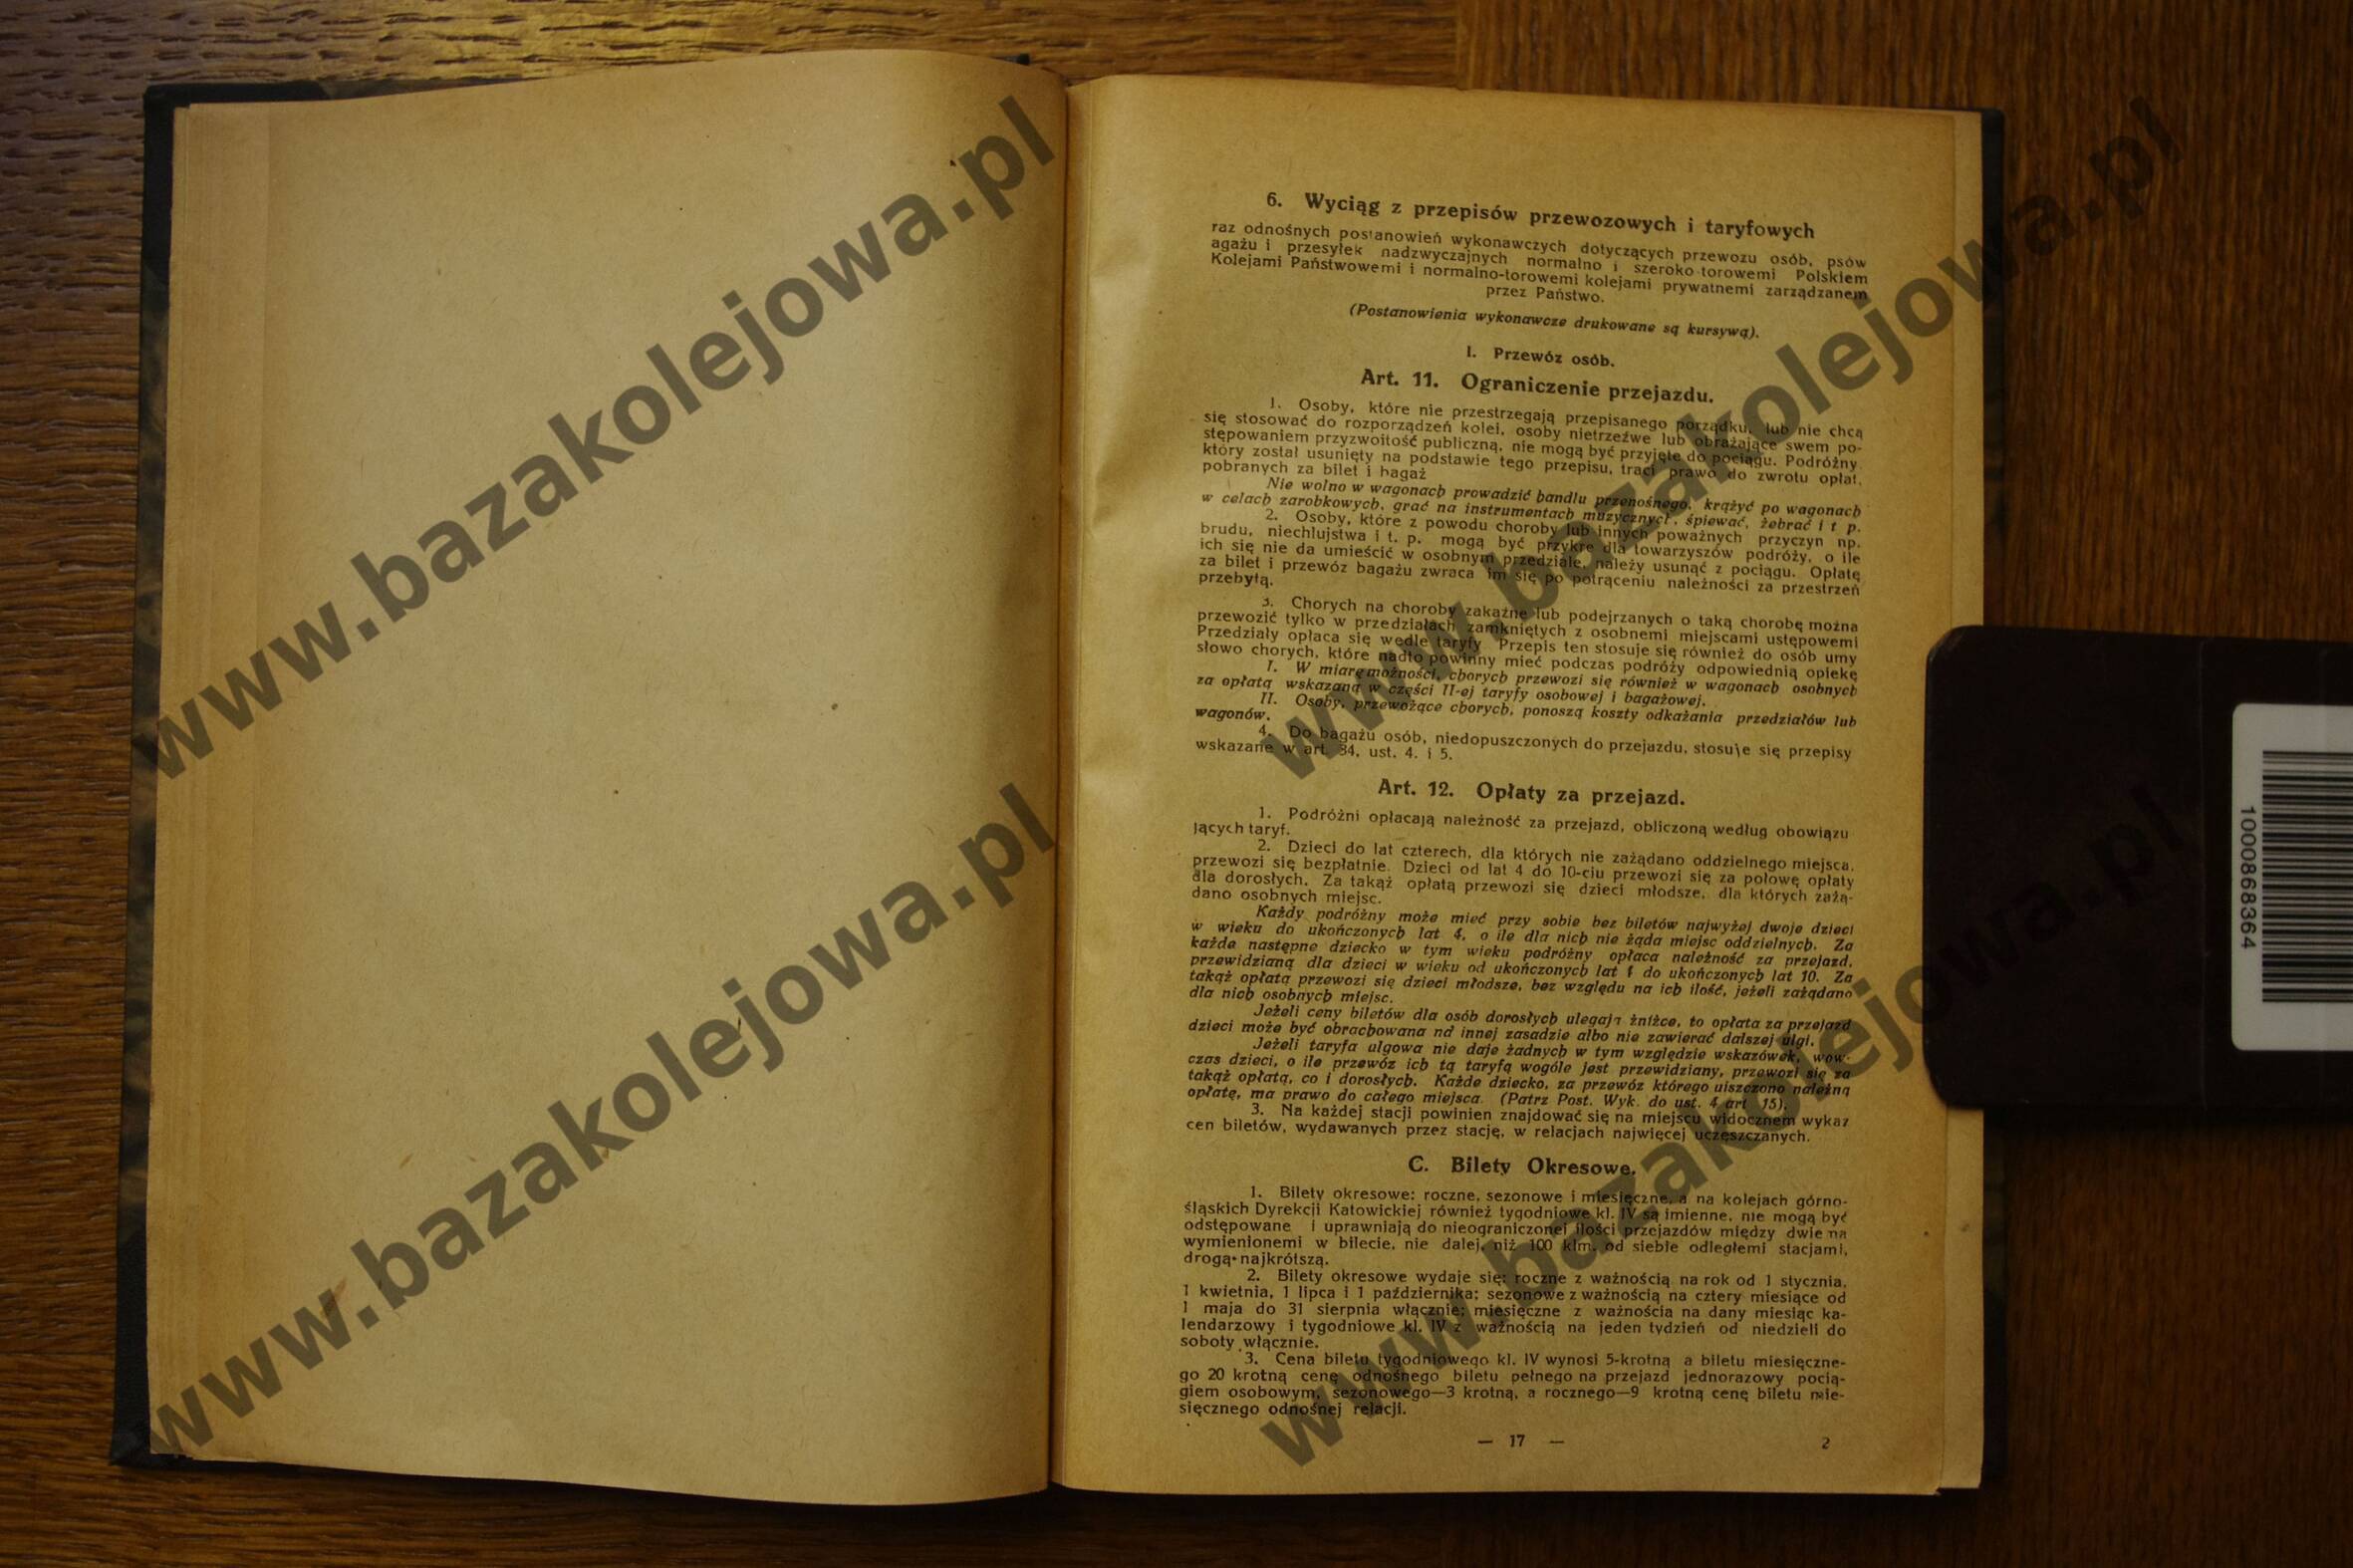 6. Wyciąg z przepisów przewozowych i taryfowych
raz odnośnych postanowień wykonawczych dotyczących przewozu osób, psów
agażu i przesyłek nadzwyczajnych normalno i szeroko-torowemi Polskiem
Kolejami Państwowemi i normalno-torowemi kolejami prywatnemi zarządzanem
przez Państwo.
(Postanowienia wykonawcze drukowane są kursywą).
I. Przewóz osób.
Art. 11. Ograniczenie przejazdu.
1. Osoby, które nie przestrzegają przepisanego porządku, lub nie chcą
się stosować do rozporządzeń kolei, osoby nietrzeźwe lub obrażające swem po-
stępowaniem przyzwoitość publiczną, nie mogą być przyjęte do pociągu. Podróżny
który został usunięty na podstawie tego przepisu, traci prawo do zwrotu opłat,
pobranych za bilet i bagaż
Nie wolno w wagonach prowadzić handlu przenośnego, krążyć po wagonach
w celach zarobkowych, grać na instrumentach muzycznych, śpiewać, żebrać i t p.
2. Osoby, które z powodu choroby lub innych poważnych przyczyn np.
brudu, niechlujstwa i t. p. mogą być przykre dla towarzyszów podróży, o ile
ich się nie da umieścić w osobnym przedziale, należy usunąć z pociągu. Opłatę
za bilet i przewóz bagażu zwraca im się po potrąceniu należności za przestrzeń
przebytą.
3. Chorych na choroby zakaźne lub podejrzanych o taką chorobę można
przewozić tylko w przedziałach zamkniętych z osobnemi miejscami ustępowemi
Przedziały opłaca się wedle taryfy Przepis ten stosuje się również do osób umy
słowo chorych, które nadto powinny mieć podczas podróży odpowiednią opiekę
I. W miarę możności, chorych przewozi się również w wagonach osobnych
za opłatą wskazaną w części II-ej taryfy osobowej i bagażowej.
II. Osoby, przewożące chorych, ponoszą koszty odkażania przedziałów lub
wagonów.
4. Do bagażu osób, niedopuszczonych do przejazdu, stosuje się przepisy
wskazane w art. 34, ust. 4. i 5.
Art. 12. Opłaty za przejazd.
1. Podróżni opłacają należność za przejazd, obliczoną według obowiązu
jących taryf.
2. Dzieci do lat czterech, dla których nie zażądano oddzielnego miejsca,
przewozi się bezpłatnie. Dzieci od lat 4 do 10-ciu przewozi się za połowę opłaty
dla dorosłych. Za takąż opłatą przewozi się dzieci młodsze, dla których zażą-
dano osobnych miejsc.
Każdy podróżny może mieć przy sobie bez biletów najwyżej dwoje dzieci
w wieku do ukończonych lat 4, o ile dla nich nie żąda miejsc oddzielnych. Za
każde następne dziecko w tym wieku podróżny opłaca należność za przejazd,
przewidzianą dla dzieci w wieku od ukończonych lat 4 do ukończonych lat 10. Za
takąż opłatą przewozi się dzieci młodsze, bez względu na ich ilość, jeżeli zażądano
dla nich osobnych miejsc.
Jeżeli ceny biletów dla osób dorosłych ulegają zniżce, to opłata za przejazd
dzieci może być obrachowana na innej zasadzie albo nie zawierać dalszej ulgi.
Jeżeli taryfa ulgowa nie daje żadnych w tym względzie wskazówek, wow-
czas dzieci, o ile przewóz ich tą taryfą wogóle jest przewidziany, przewozi się za
takąż opłatą, co i dorosłych. Każde dziecko, za przewóz którego uiszczono należną
opłatę, ma prawo do całego miejsca. (Patrz Post. Wyk. do ust. 4 art 15).
3. Na każdej stacji powinien znajdować się na miejscu widocznem wykaz
cen biletów, wydawanych przez stację, w relacjach najwięcej uczęszczanych.
C. Bilety Okresowe.
1. Bilety okresowe: roczne, sezonowe i miesięczne, a na kolejach górno-
śląskich Dyrekcji Katowickiej również tygodniowe kl. IV są imienne, nie mogą być
odstępowane i uprawniają do nieograniczonej ilości przejazdów między dwiema
wymienionemi w bilecie, nie dalej, niż 100 klm. od siebie odległemi stacjami,
drogą najkrótszą.
2. Bilety okresowe wydaje się: roczne z ważnością na rok od 1 stycznia,
1 kwietnia, 1 lipca i 1 października; sezonowe z ważnością na cztery miesiące od
1 maja do 31 sierpnia włącznie; miesięczne z ważnością na dany miesiąc ka-
lendarzowy i tygodniowe kl. IV z ważnością na jeden tydzień od niedzieli do
soboty włącznie.
3. Cena biletu tygodniowego kl. IV wynosi 5-krotną a biletu miesięczne-
go 20 krotną cenę odnośnego biletu pełnego na przejazd jednorazowy pocią-
giem osobowym, sezonowego—3 krotną, a rocznego—9 krotną cenę biletu mie-
sięcznego odnośnej relacji.
— 17 —
2
1000868364
www.bazakolejowa.pl
www.bazakolejowa.pl
www.bazakolejowa.pl
www.bazakolejowa.pl